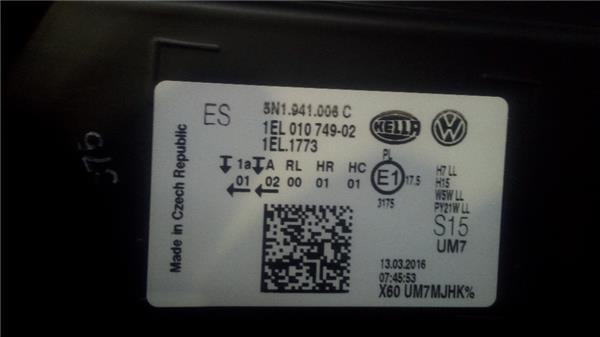 575
Made in Czech Republic
ES
5N1.941.006 C
1EL 010 749-02
1EL.1773
HELLA
VW
1a A RL HR HC
01 02 00 01 01
PL
E1
17.5
3175
H7 LL
H15
W5W LL
PY21W LL
S15
UM7
13.03.2016
07:45:53
X60 UM7MJHK%